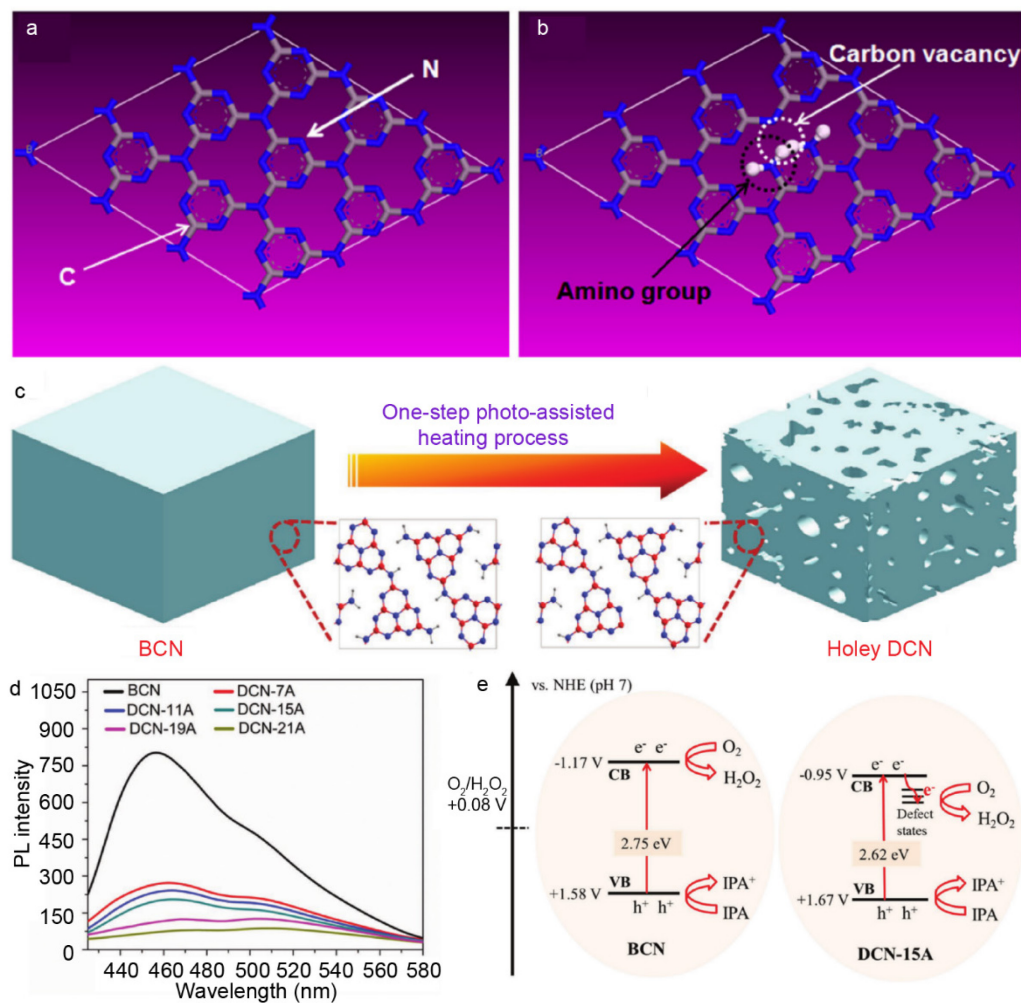 a
N
C
B
b
Carbon vacancy
Amino group
B
c
One-step photo-assisted
heating process
BCN
Holey DCN
d
1050
900
750
600
450
300
150
0
PL intensity
BCN
DCN-7A
DCN-11A
DCN-15A
DCN-19A
DCN-21A
440 460 480 500 520 540 560 580
Wavelength (nm)
e
vs. NHE (pH 7)
O₂/H₂O₂
+0.08 V
-1.17 V
e⁻ e⁻
CB
O₂
H₂O₂
2.75 eV
+1.58 V
VB
h⁺ h⁺
IPA⁺
IPA
BCN
-0.95 V
e⁻ e⁻
CB
e⁻
Defect
states
O₂
H₂O₂
2.62 eV
+1.67 V
VB
h⁺ h⁺
IPA⁺
IPA
DCN-15A